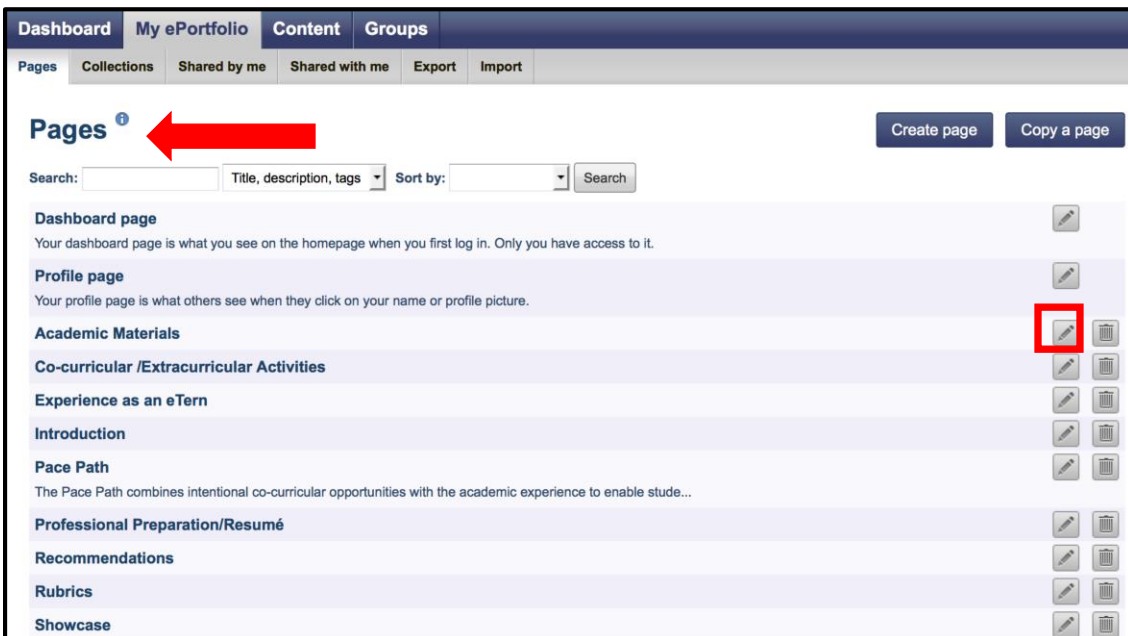 Dashboard My ePortfolio Content Groups
Pages Collections Shared by me Shared with me Export Import
Pages i
Create page Copy a page
Search: Title, description, tags Sort by: Search
Dashboard page
Your dashboard page is what you see on the homepage when you first log in. Only you have access to it.
Profile page
Your profile page is what others see when they click on your name or profile picture.
Academic Materials
Co-curricular /Extracurricular Activities
Experience as an eTern
Introduction
Pace Path
The Pace Path combines intentional co-curricular opportunities with the academic experience to enable stude...
Professional Preparation/Resumé
Recommendations
Rubrics
Showcase